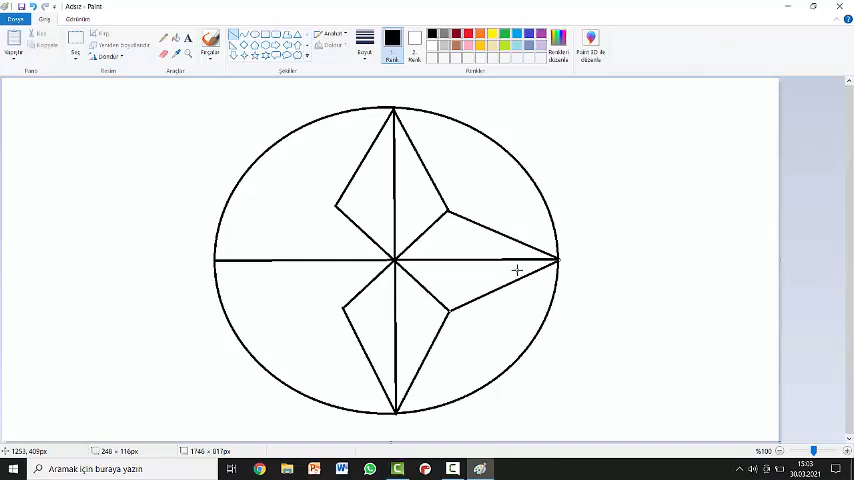 Adsız - Paint
Dosya Giriş Görünüm
Yapıştır
Kes
Kopyala
Pano
Seç
Kırp
Yeniden boyutlandır
Döndür
Resim
Araçlar
Fırçalar
Şekiller
Anahat
Boyut
1. Renk
2. Renk
Renkler
Renkleri düzenle
Paint 3D ile düzenle
1253, 409px
248 × 116px
1746 × 817px
%100
Aramak için buraya yazın
15:03
30.03.2021